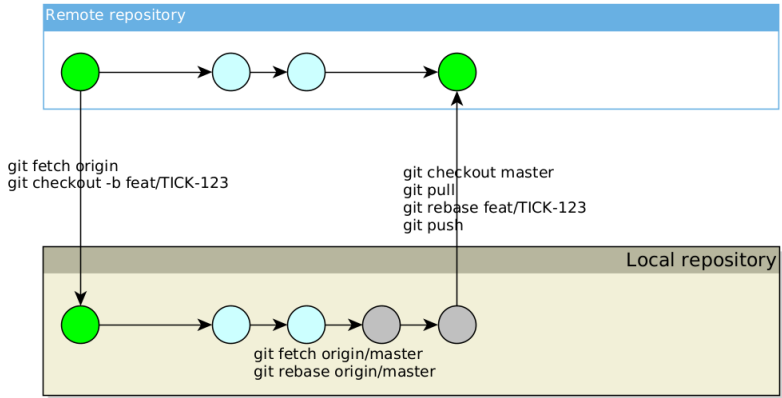 Remote repository
git fetch origin
git checkout -b feat/TICK-123
git checkout master
git pull
git rebase feat/TICK-123
git push
Local repository
git fetch origin/master
git rebase origin/master